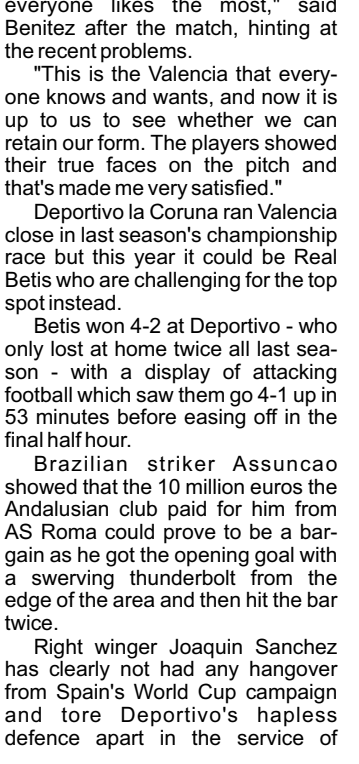 everyone likes the most," said
Benitez after the match, hinting at
the recent problems.
"This is the Valencia that every-
one knows and wants, and now it is
up to us to see whether we can
retain our form. The players showed
their true faces on the pitch and
that's made me very satisfied."
Deportivo la Coruna ran Valencia
close in last season's championship
race but this year it could be Real
Betis who are challenging for the top
spot instead.
Betis won 4-2 at Deportivo - who
only lost at home twice all last sea-
son - with a display of attacking
football which saw them go 4-1 up in
53 minutes before easing off in the
final half hour.
Brazilian striker Assuncao
showed that the 10 million euros the
Andalusian club paid for him from
AS Roma could prove to be a bar-
gain as he got the opening goal with
a swerving thunderbolt from the
edge of the area and then hit the bar
twice.
Right winger Joaquin Sanchez
has clearly not had any hangover
from Spain's World Cup campaign
and tore Deportivo's hapless
defence apart in the service of